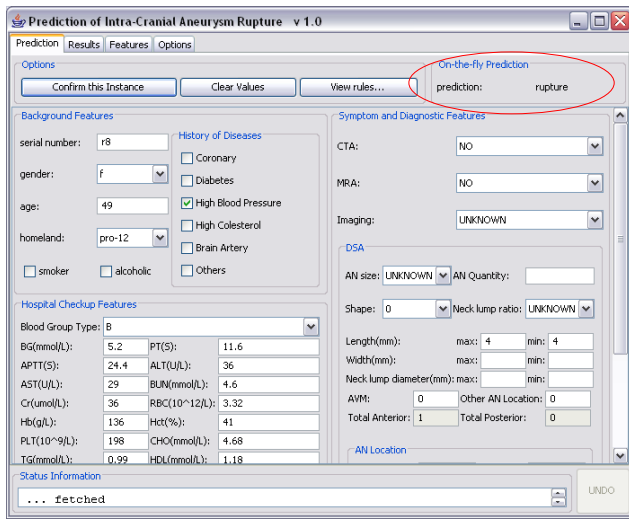 Prediction of Intra-Cranial Aneurysm Rupture v 1.0
Prediction Results Features Options
Options
Confirm this Instance Clear Values View rules...
On-the-fly Prediction
prediction: rupture
Background Features
serial number: r8
gender: f
age: 49
homeland: pro-12
smoker alcoholic
History of Diseases
Coronary
Diabetes
High Blood Pressure
High Colesterol
Brain Artery
Others
Hospital Checkup Features
Blood Group Type: B
BG(mmol/L): 5.2 PT(S): 11.6
APTT(S): 24.4 ALT(U/L): 36
AST(U/L): 29 BUN(mmol/L): 4.6
Cr(umol/L): 36 RBC(10^12/L): 3.32
Hb(g/L): 136 Hct(%): 41
PLT(10^9/L): 198 CHO(mmol/L): 4.68
TG(mmol/L): 0.99 HDL(mmol/L): 1.18
Symptom and Diagnostic Features
CTA: NO
MRA: NO
Imaging: UNKNOWN
DSA
AN size: UNKNOWN AN Quantity:
Shape: 0 Neck lump ratio: UNKNOWN
Length(mm): max: 4 min: 4
Width(mm): max: min:
Neck lump diameter(mm): max: min:
AVM: 0 Other AN Location: 0
Total Anterior: 1 Total Posterior: 0
AN Location
Status Information
... fetched
UNDO